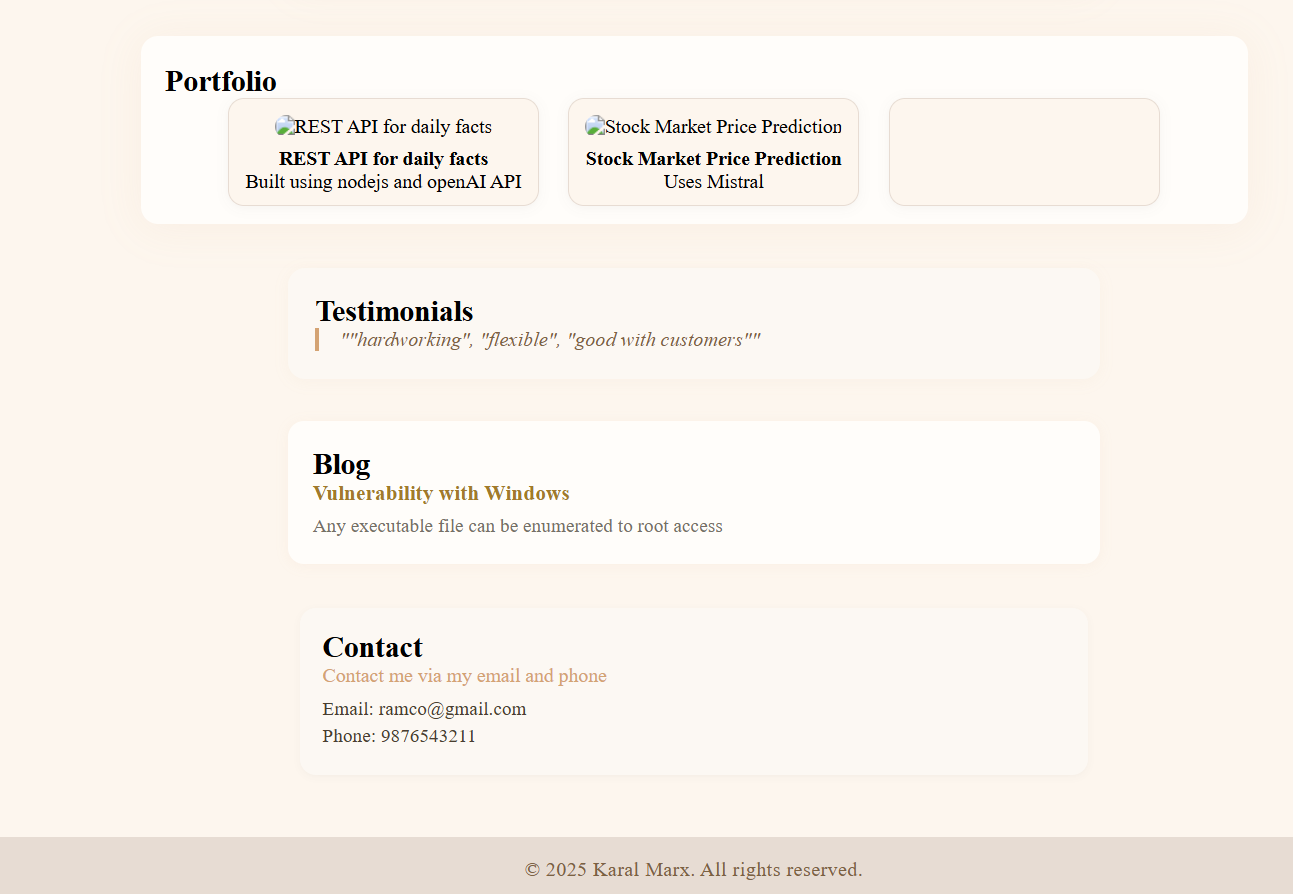 Portfolio
REST API for daily facts
REST API for daily facts
Built using nodejs and openAI API
Stock Market Price Prediction
Stock Market Price Prediction
Uses Mistral
Testimonials
""hardworking", "flexible", "good with customers""
Blog
Vulnerability with Windows
Any executable file can be enumerated to root access
Contact
Contact me via my email and phone
Email: ramco@gmail.com
Phone: 9876543211
© 2025 Karal Marx. All rights reserved.